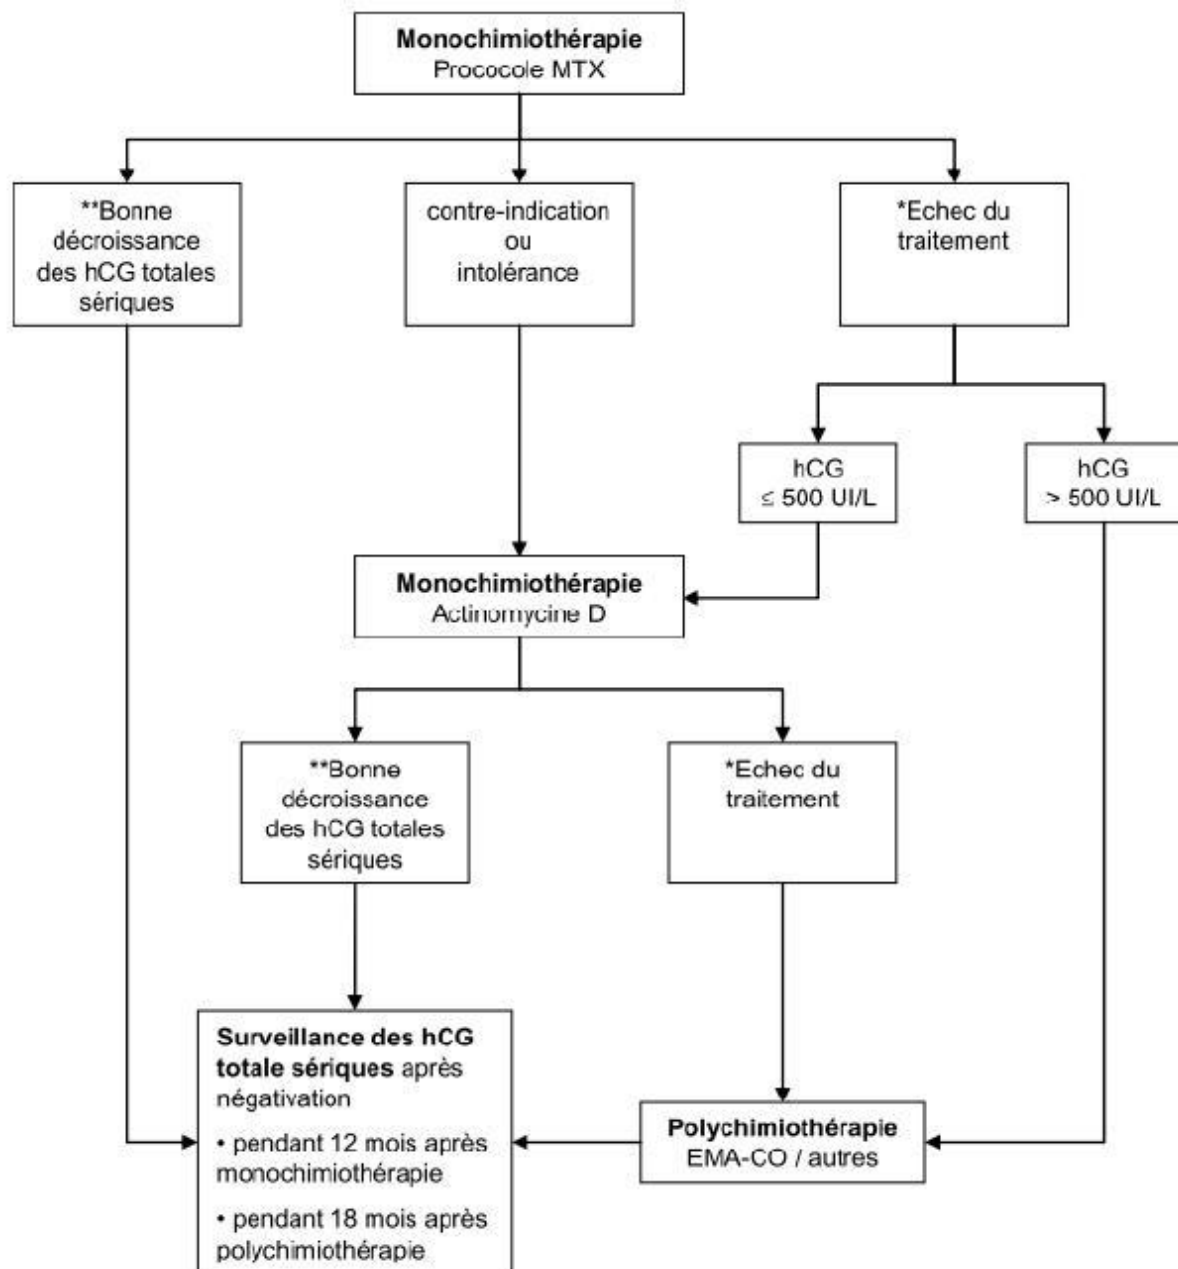 Monochimiothérapie
Prococole MTX
**Bonne
décroissance
des hCG totales
sériques
contre-indication
ou
intolérance
*Echec du
traitement
hCG
≤ 500 UI/L
hCG
> 500 UI/L
Monochimiothérapie
Actinomycine D
**Bonne
décroissance
des hCG totales
sériques
*Echec du
traitement
Surveillance des hCG
totale sériques après
négativation
• pendant 12 mois après
monochimiothérapie
• pendant 18 mois après
polychimiothérapie
Polychimiothérapie
EMA-CO / autres